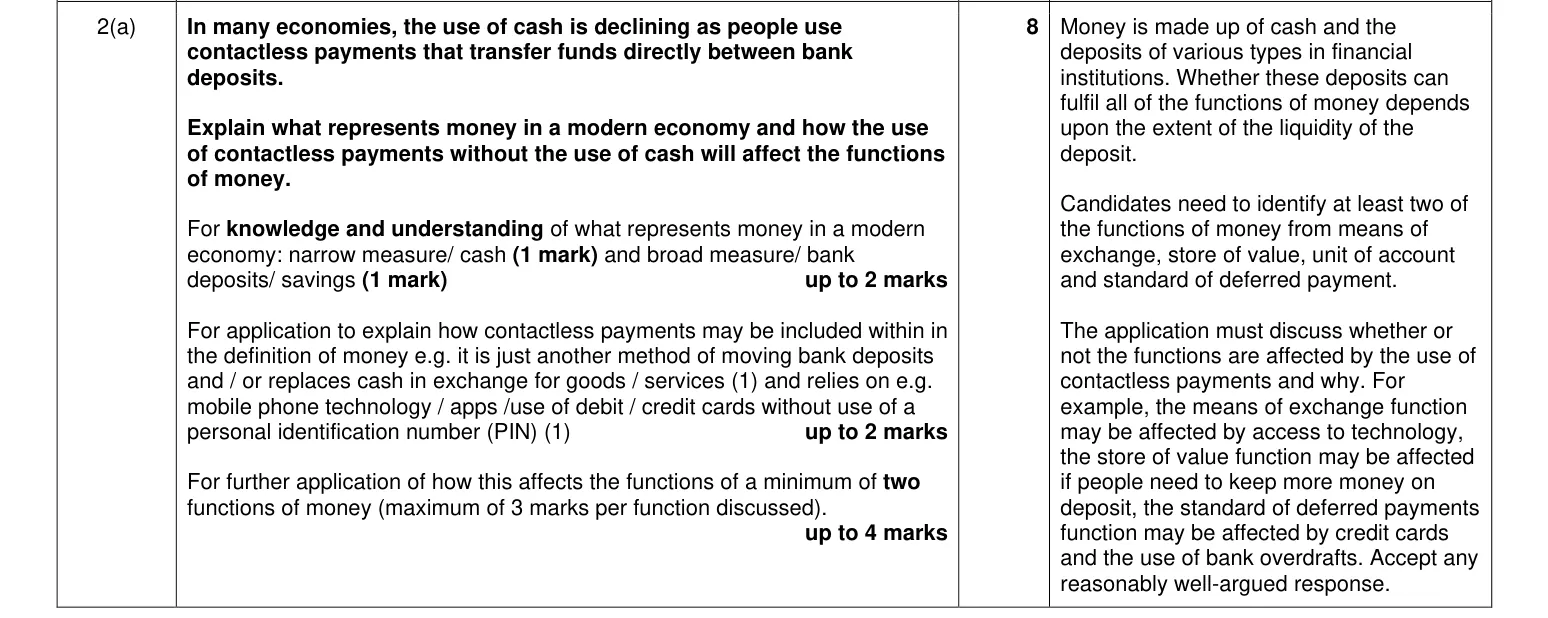 2(a)
In many economies, the use of cash is declining as people use
contactless payments that transfer funds directly between bank
deposits.
Explain what represents money in a modern economy and how the use
of contactless payments without the use of cash will affect the functions
of money.
For knowledge and understanding of what represents money in a modern
economy: narrow measure/ cash (1 mark) and broad measure/ bank
deposits/ savings (1 mark) up to 2 marks
For application to explain how contactless payments may be included within in
the definition of money e.g. it is just another method of moving bank deposits
and / or replaces cash in exchange for goods / services (1) and relies on e.g.
mobile phone technology / apps /use of debit / credit cards without use of a
personal identification number (PIN) (1) up to 2 marks
For further application of how this affects the functions of a minimum of two
functions of money (maximum of 3 marks per function discussed).
up to 4 marks
8
Money is made up of cash and the
deposits of various types in financial
institutions. Whether these deposits can
fulfil all of the functions of money depends
upon the extent of the liquidity of the
deposit.
Candidates need to identify at least two of
the functions of money from means of
exchange, store of value, unit of account
and standard of deferred payment.
The application must discuss whether or
not the functions are affected by the use of
contactless payments and why. For
example, the means of exchange function
may be affected by access to technology,
the store of value function may be affected
if people need to keep more money on
deposit, the standard of deferred payments
function may be affected by credit cards
and the use of bank overdrafts. Accept any
reasonably well-argued response.